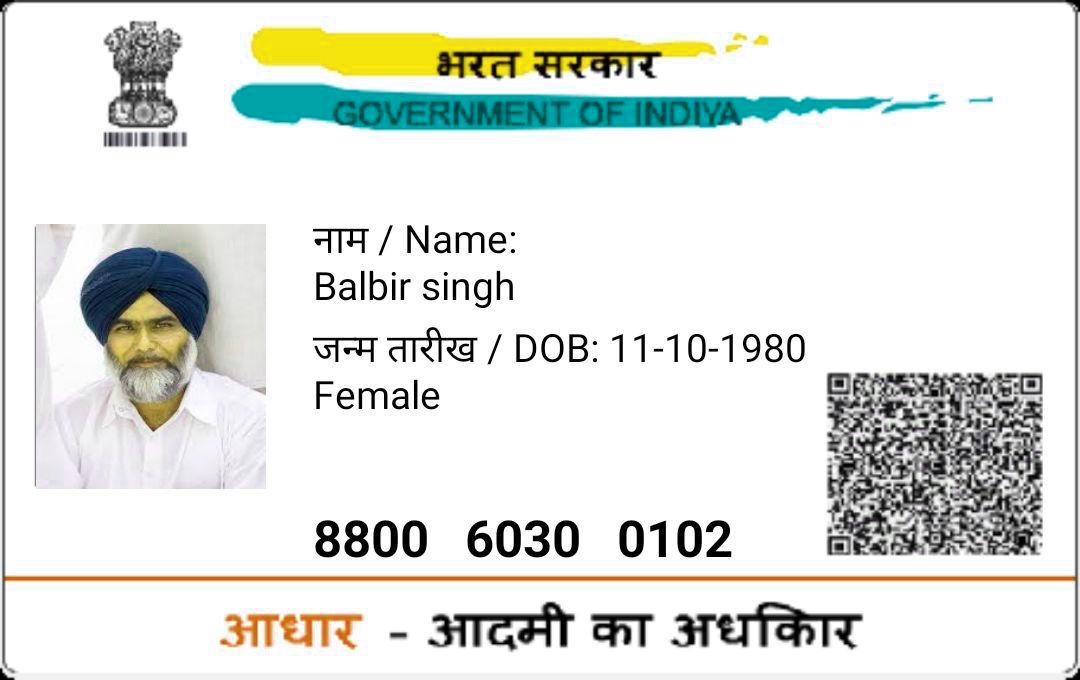 भरत सरकार
GOVERNMENT OF INDIYA
नाम / Name:
Balbir singh
जन्म तारीख / DOB: 11-10-1980
Female
8800 6030 0102
आधार - आदमी का अधकिार